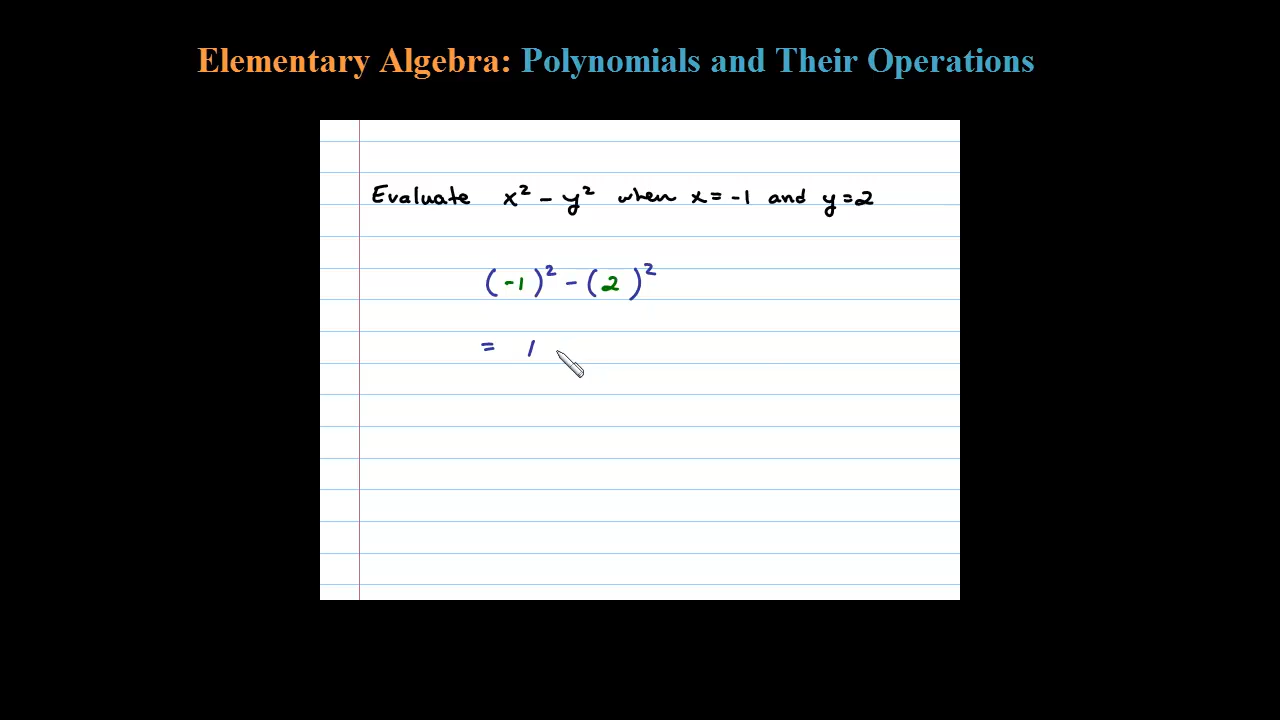 Elementary Algebra: Polynomials and Their Operations
Evaluate x² - y² when x = -1 and y = 2
(-1)² - (2)²
= 1